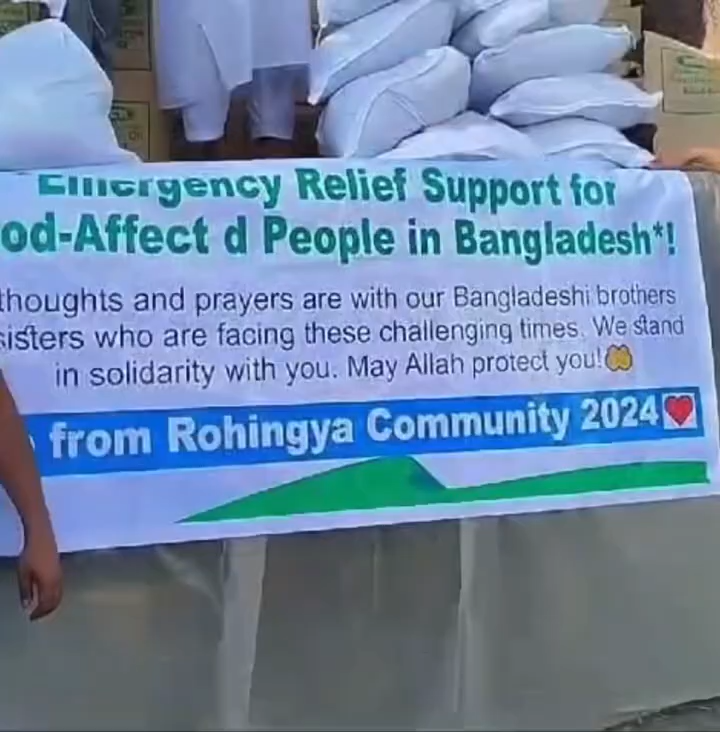 Emergency Relief Support for
od-Affect d People in Bangladesh*!
thoughts and prayers are with our Bangladeshi brothers
sisters who are facing these challenging times. We stand
in solidarity with you. May Allah protect you!🤲
from Rohingya Community 2024❤️